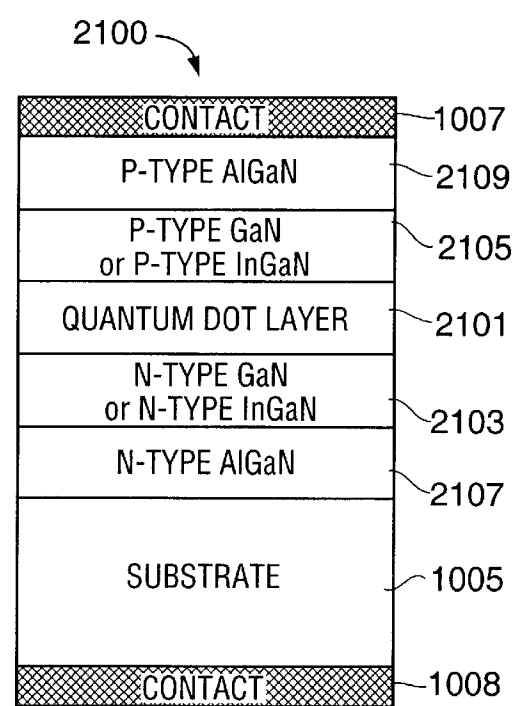 2100
CONTACT 1007
P-TYPE AlGaN 2109
P-TYPE GaN
or P-TYPE InGaN 2105
QUANTUM DOT LAYER 2101
N-TYPE GaN
or N-TYPE InGaN 2103
N-TYPE AlGaN 2107
SUBSTRATE 1005
CONTACT 1008